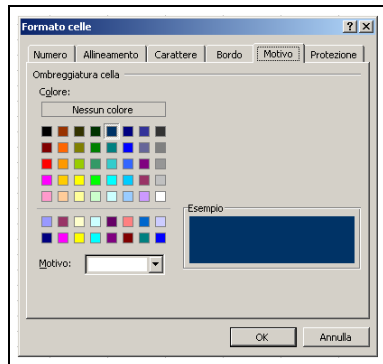 Formato celle
Numero Allineamento Carattere Bordo Motivo Protezione
Ombreggiatura cella
Colore:
Nessun colore
Esempio
Motivo:
OK Annulla